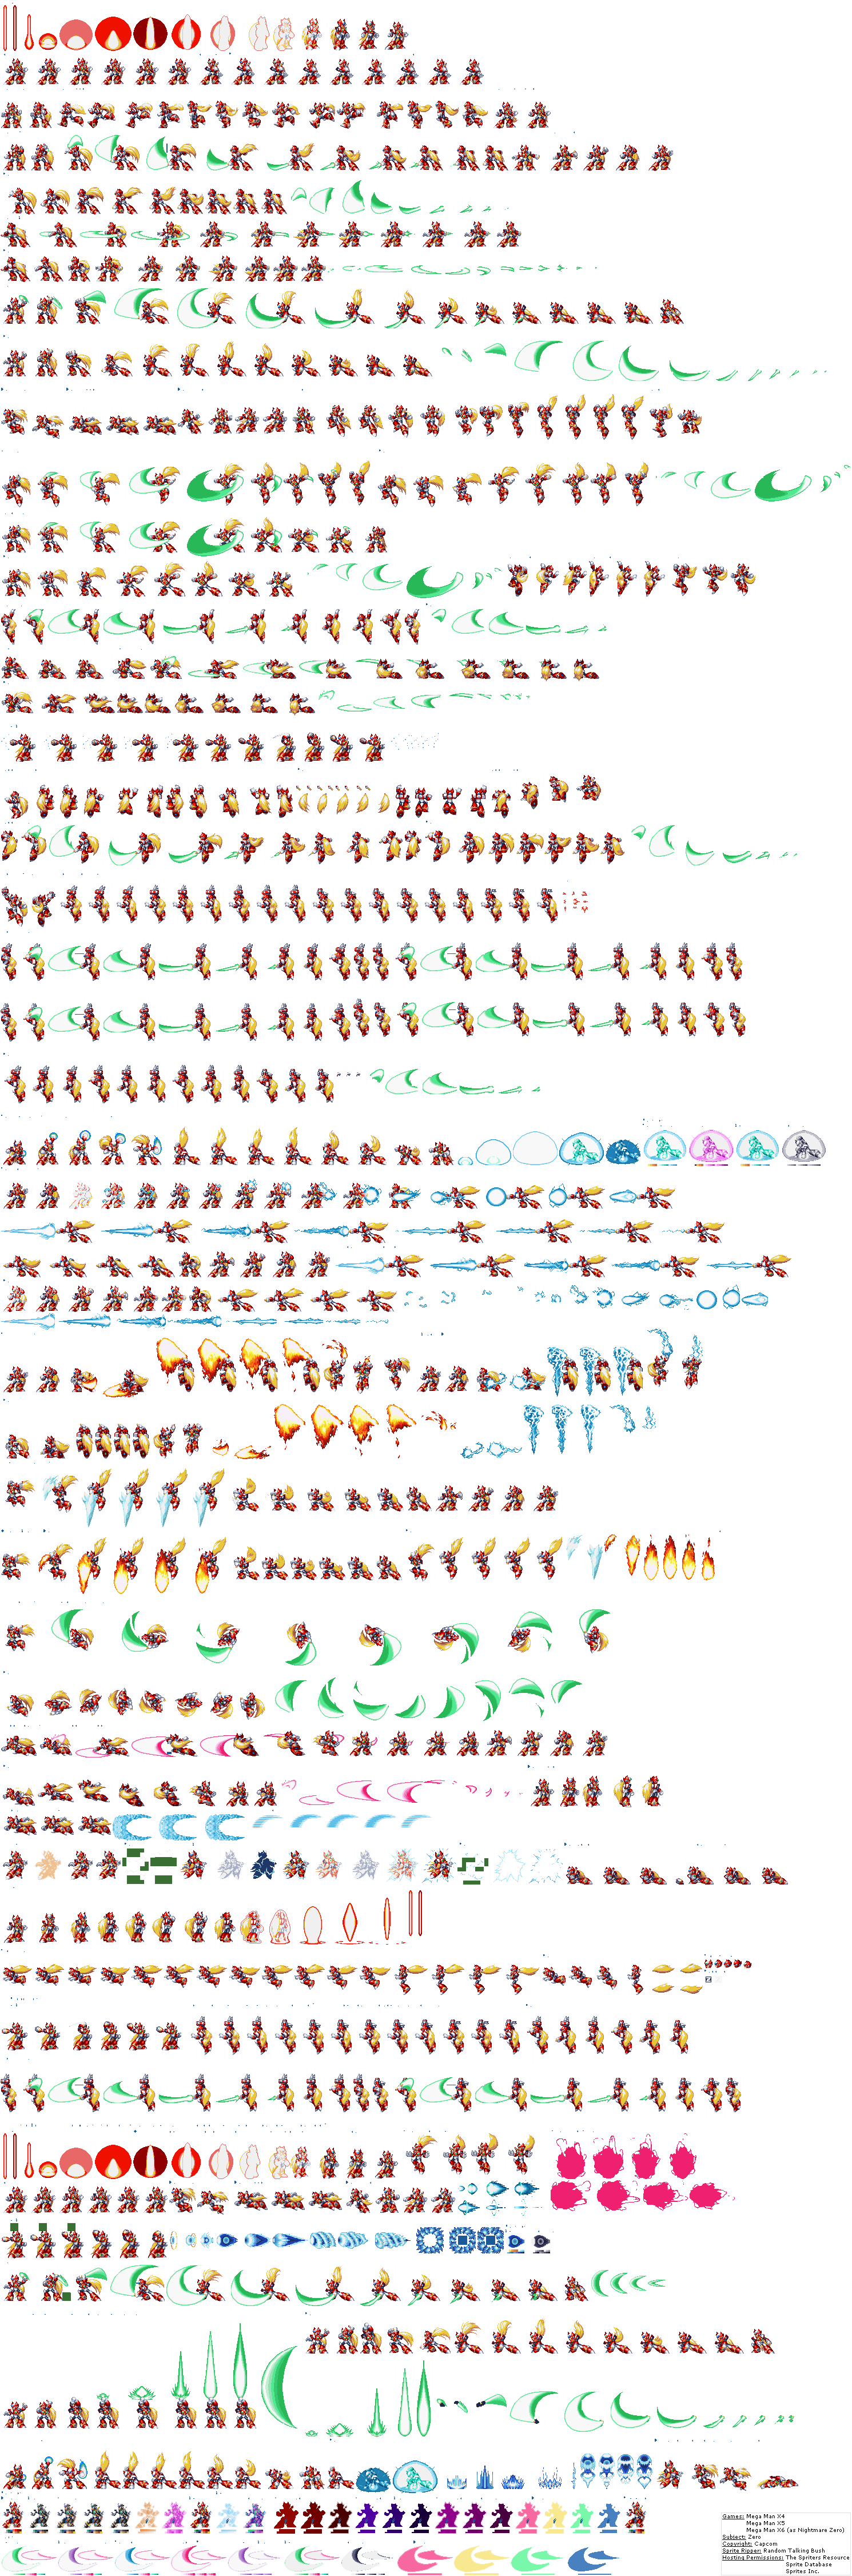 Games: Mega Man X4
Mega Man X5
Mega Man X6 (as Nightmare Zero)
Subject: Zero
Copyright: Capcom
Sprite Ripper: Random Talking Bush
Hosting Permissions: The Spriters Resource
Sprite Database
Sprites Inc.